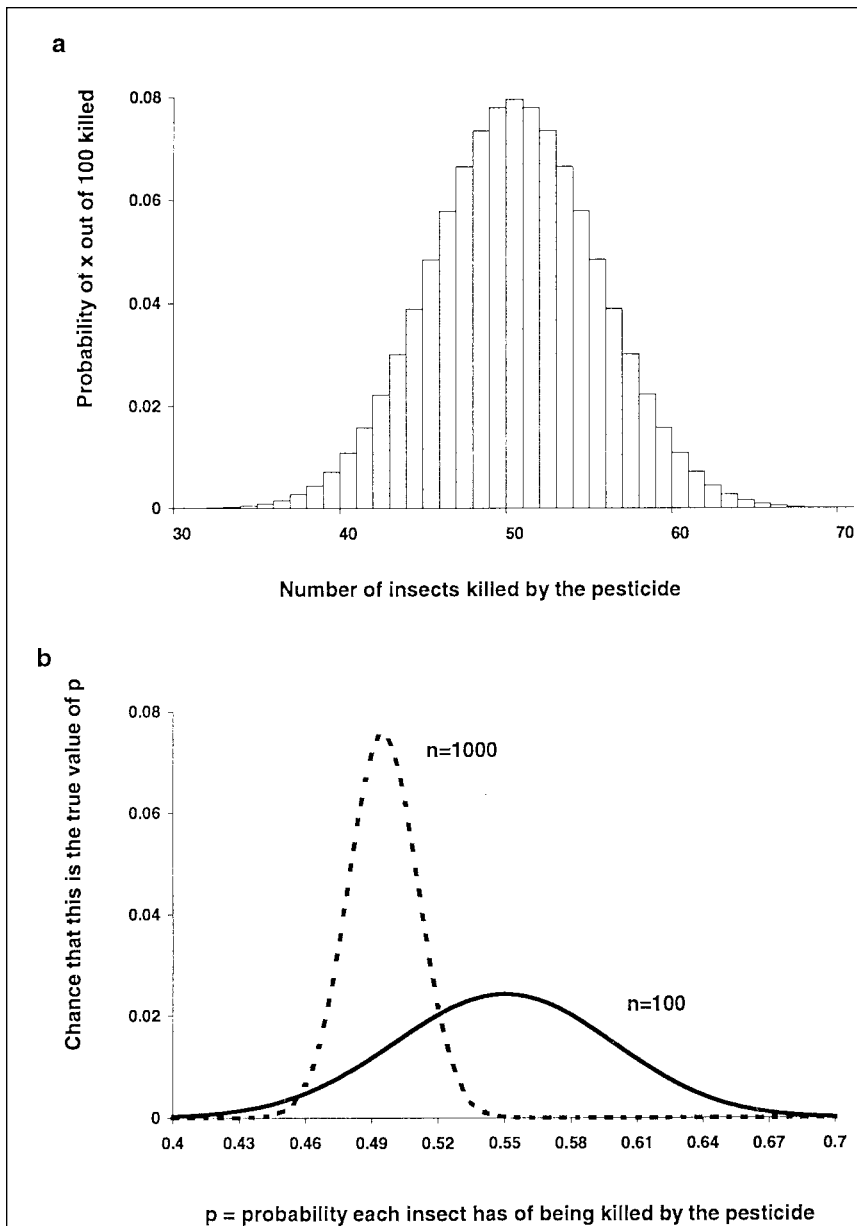 a
Probability of x out of 100 killed
0.08
0.06
0.04
0.02
0
30 40 50 60 70
Number of insects killed by the pesticide
b
Chance that this is the true value of p
0.08
0.06
0.04
0.02
0
n=1000
n=100
0.4 0.43 0.46 0.49 0.52 0.55 0.58 0.61 0.64 0.67 0.7
p = probability each insect has of being killed by the pesticide